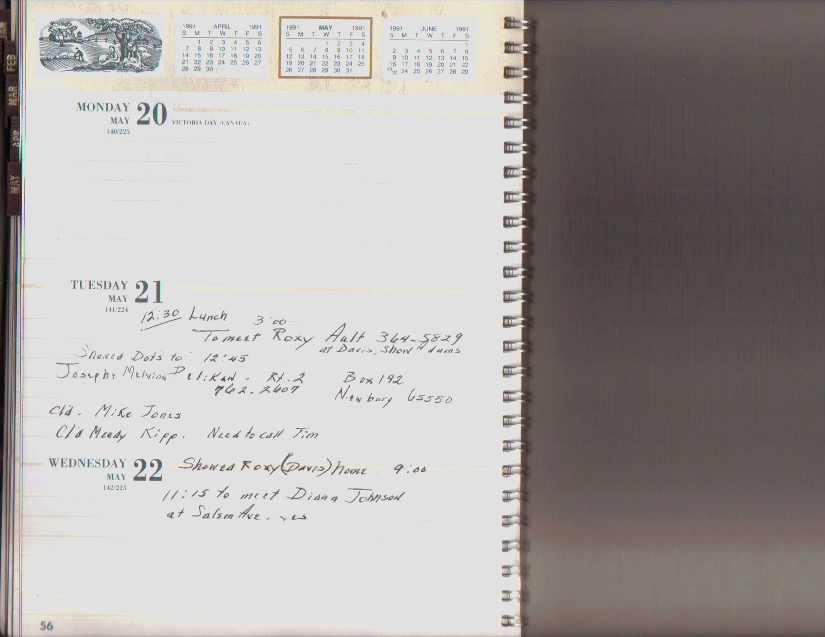 1991 APRIL 1991
S M T W T F S
1 2 3 4 5 6
7 8 9 10 11 12 13
14 15 16 17 18 19 20
21 22 23 24 25 26 27
28 29 30
1991 MAY 1991
S M T W T F S
1 2 3 4
5 6 7 8 9 10 11
12 13 14 15 16 17 18
19 20 21 22 23 24 25
26 27 28 29 30 31
1991 JUNE 1991
S M T W T F S
1
2 3 4 5 6 7 8
9 10 11 12 13 14 15
16 17 18 19 20 21 22
23/30 24 25 26 27 28 29
FEB
MAR
APR
MAY
MONDAY 20
MAY VICTORIA DAY (CANADA)
140/225
TUESDAY 21
MAY
141/224
12:30 Lunch 3:00
To meet Roxy Ault 364-5829
at Davis, Show
Showed Dots to 12:45
Joseph, Melvina Rt. 2 Box 192
762-2607 Newburg 65550
Cld. Mike Jones
Cld Mendy Kipp. Need to call Tim
WEDNESDAY 22 Showed Roxy (Davis) home 9:00
MAY
142/223
11:15 to meet Diana Johnson
at Salem Ave. yes
56